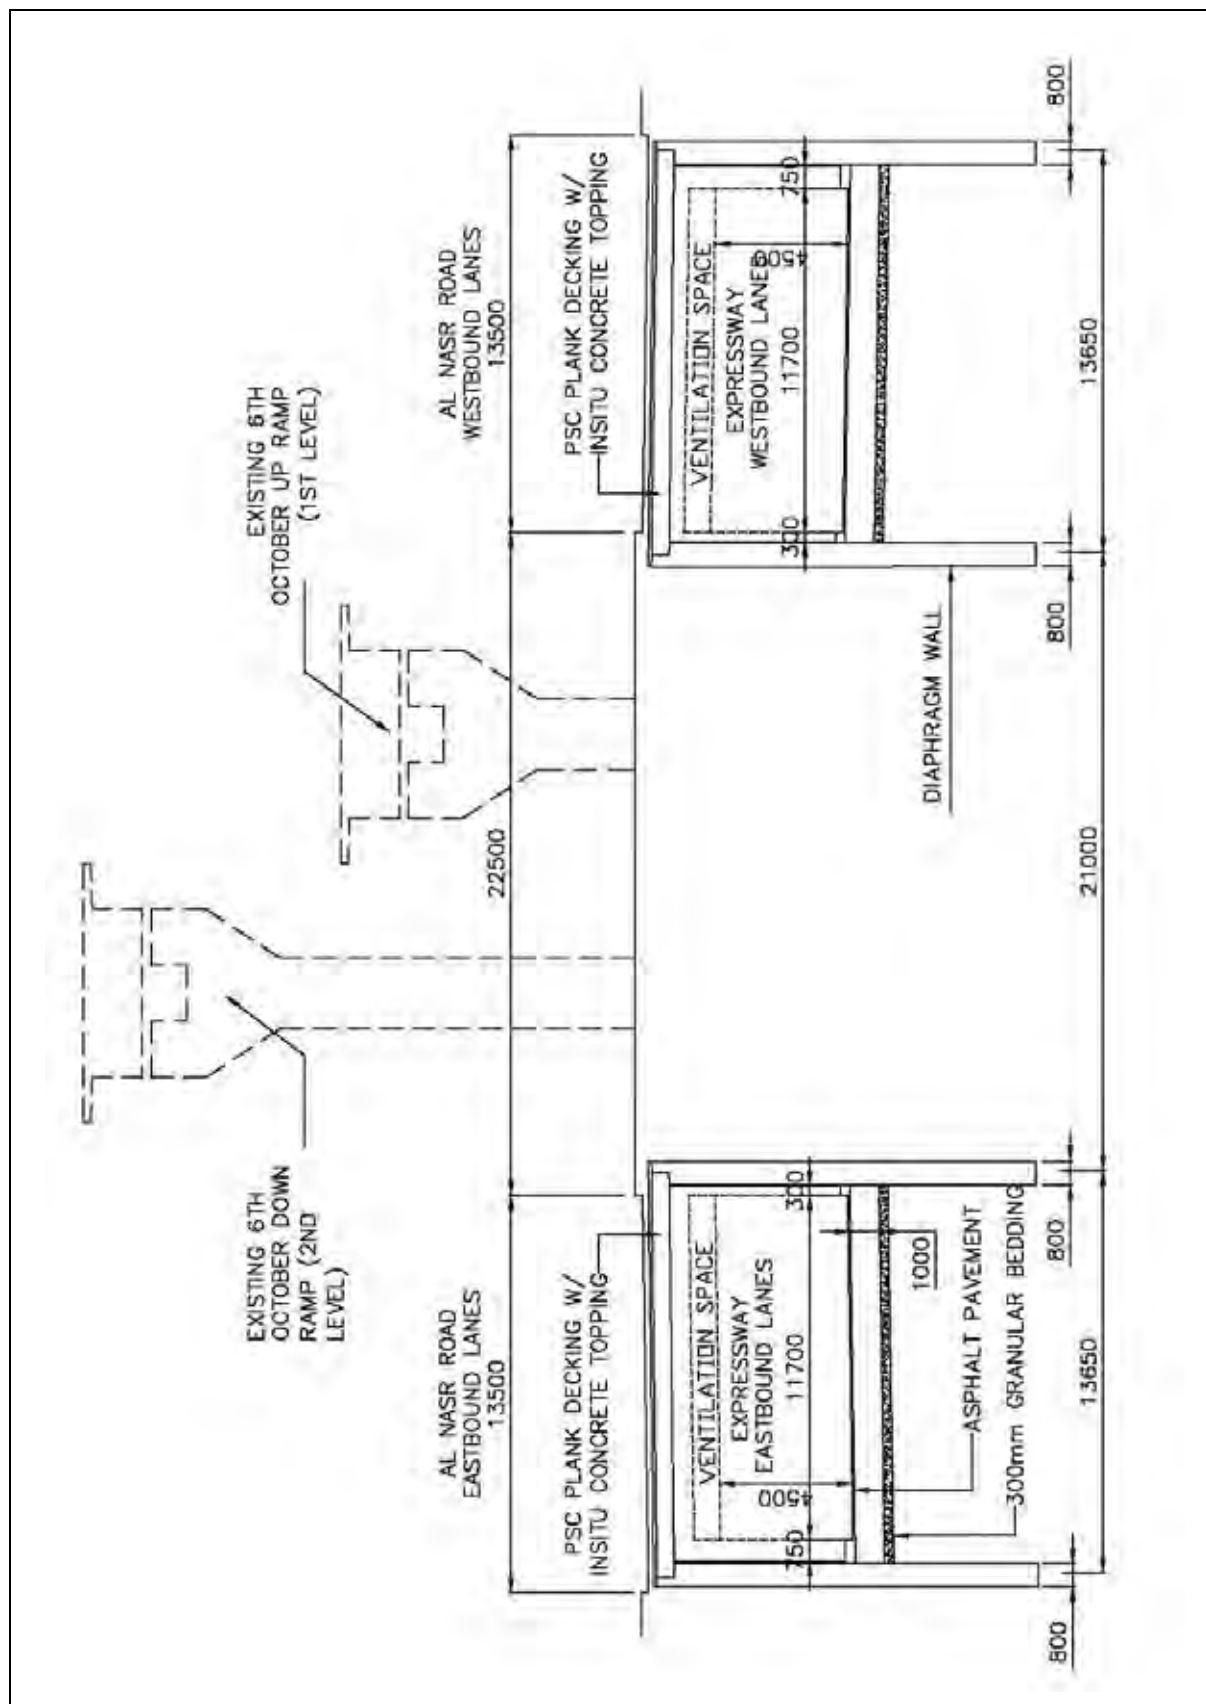 EXISTING 6TH
OCTOBER DOWN
RAMP (2ND
LEVEL)
EXISTING 6TH
OCTOBER UP RAMP
(1ST LEVEL)
AL NASR ROAD
EASTBOUND LANES
13500
22500
AL NASR ROAD
WESTBOUND LANES
13500
PSC PLANK DECKING W/
INSITU CONCRETE TOPPING
PSC PLANK DECKING W/
INSITU CONCRETE TOPPING
VENTILATION SPACE
EXPRESSWAY
EASTBOUND LANES
4500
750
11700
300
VENTILATION SPACE
EXPRESSWAY
WESTBOUND LANES
4500
300
11700
750
1000
ASPHALT PAVEMENT
300mm GRANULAR BEDDING
DIAPHRAGM WALL
800
800
800
800
13650
21000
13650